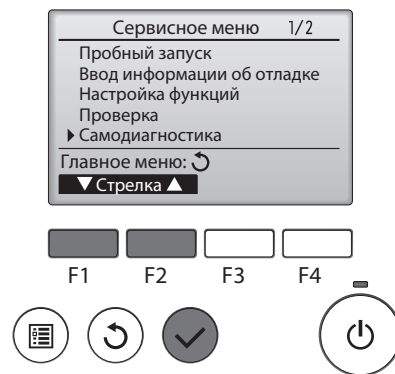 Сервисное меню 1/2
Пробный запуск
Ввод информации об отладке
Настройка функций
Проверка
Самодиагностика
Главное меню:
Стрелка
F1 F2 F3 F4